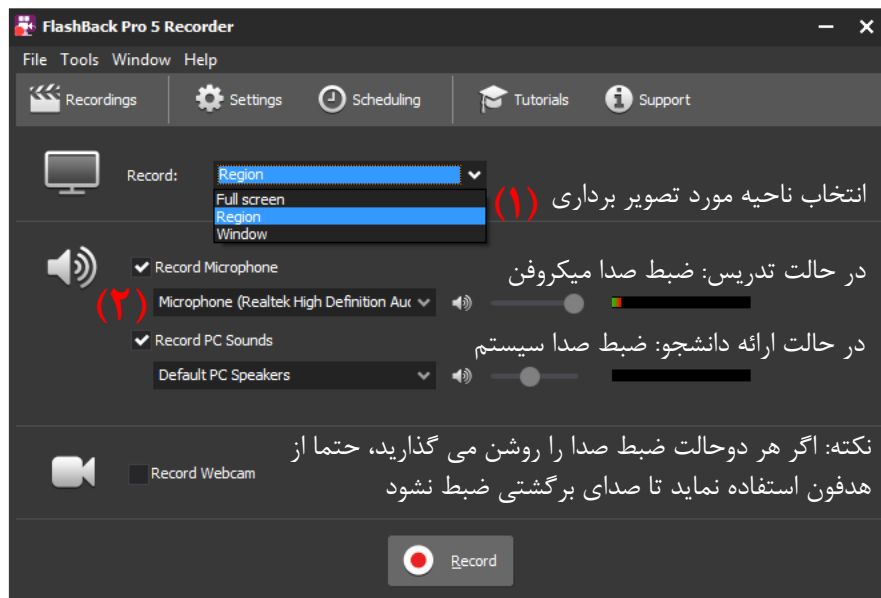 FlashBack Pro 5 Recorder
File Tools Window Help
Recordings Settings Scheduling Tutorials Support
Record: Region
Full screen
Region
Window
(۱) انتخاب ناحیه مورد تصویر برداری
Record Microphone
در حالت تدریس: ضبط صدا میکروفن
(۲)
Microphone (Realtek High Definition Auc
Record PC Sounds
در حالت ارائه دانشجو: ضبط صدا سیستم
Default PC Speakers
نکته: اگر هر دوحالت ضبط صدا را روشن می گذارید، حتما از
Record Webcam
هدفون استفاده نماید تا صدای برگشتی ضبط نشود
Record